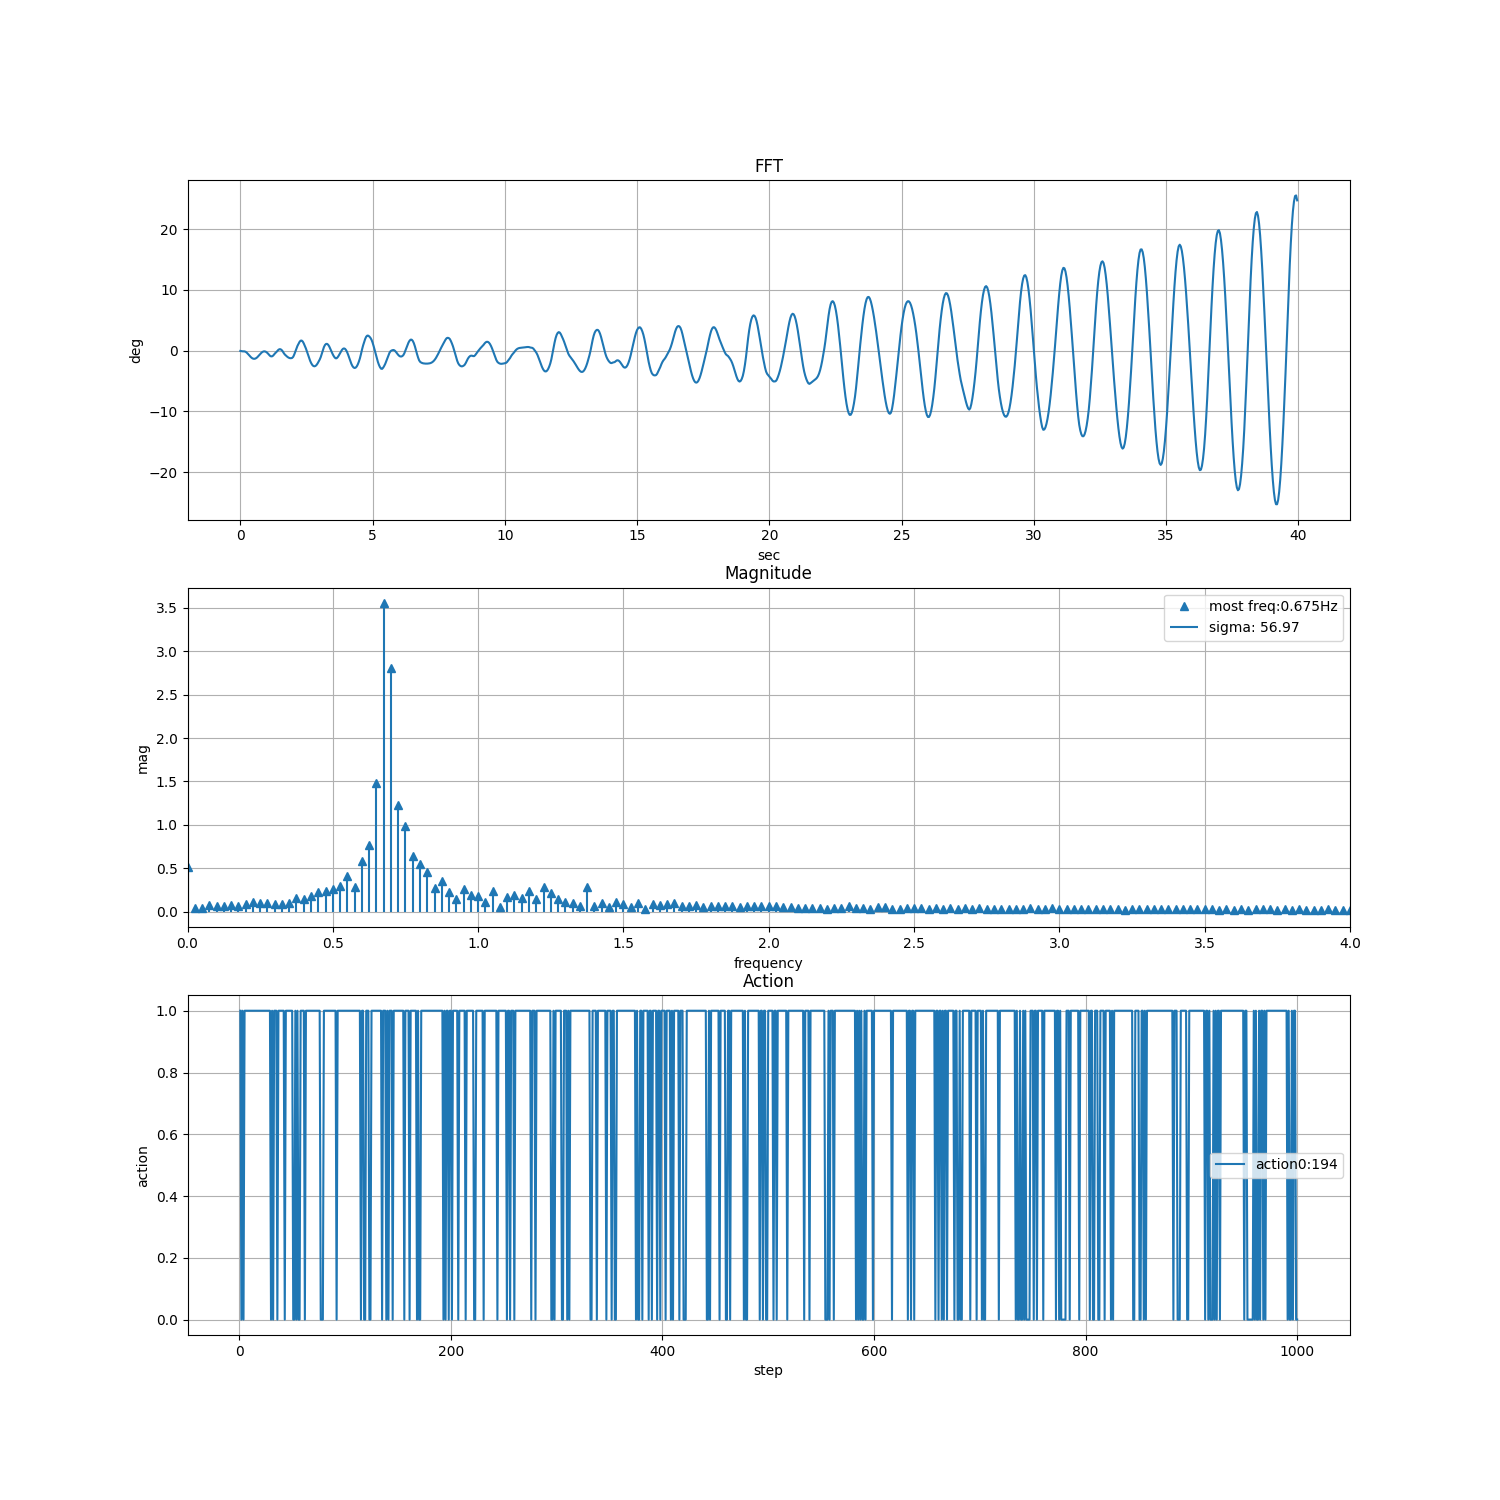 FFT
20
10
0
−10
−20
deg
0 5 10 15 20 25 30 35 40
sec
Magnitude
3.5
3.0
2.5
2.0
1.5
1.0
0.5
0.0
mag
most freq:0.675Hz
sigma: 56.97
0.0 0.5 1.0 1.5 2.0 2.5 3.0 3.5 4.0
frequency
Action
1.0
0.8
0.6
0.4
0.2
0.0
action
action0:194
0 200 400 600 800 1000
step